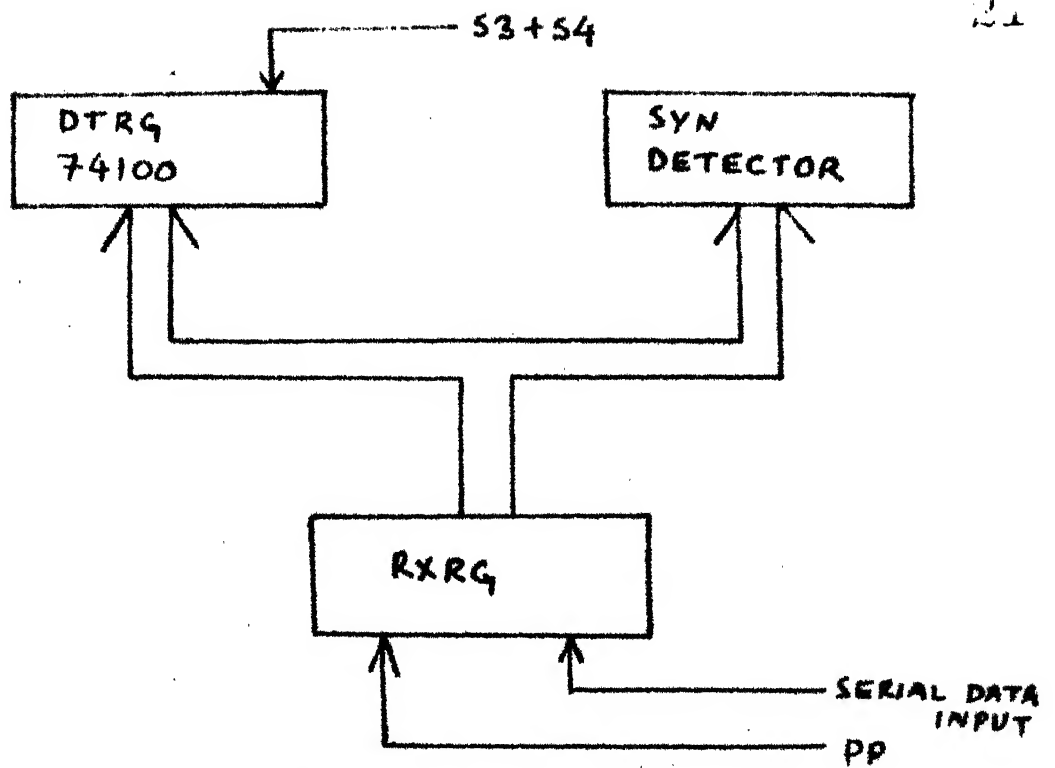 S3+S4
DTRG
74100
SYN
DETECTOR
RXRG
SERIAL DATA
INPUT
PP